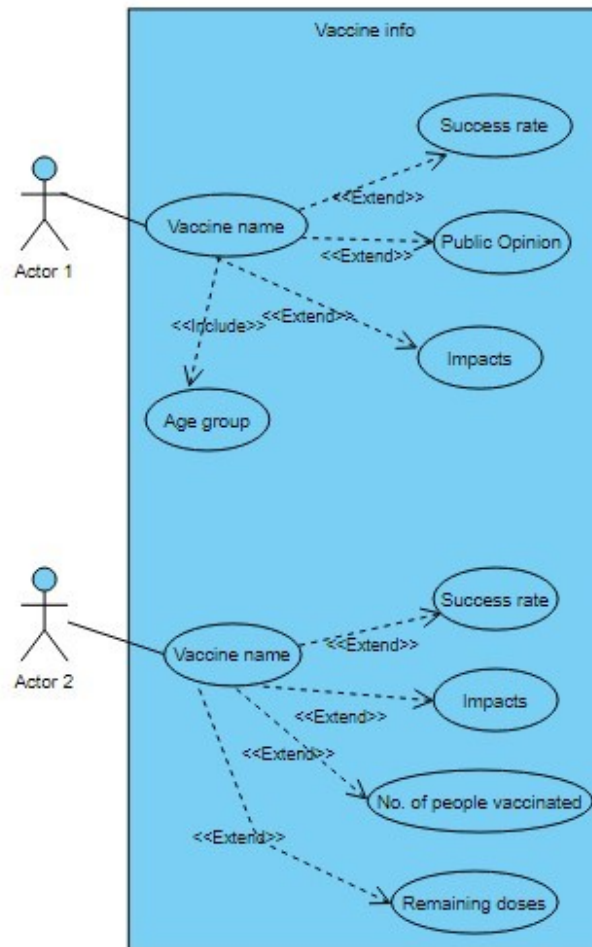 Vaccine info
Success rate
<<Extend>>
Actor 1
Vaccine name
Public Opinion
<<Extend>>
<<Include>>
<<Extend>>
Impacts
Age group
Success rate
<<Extend>>
Actor 2
Vaccine name
Impacts
<<Extend>>
<<Extend>>
No. of people vaccinated
<<Extend>>
Remaining doses